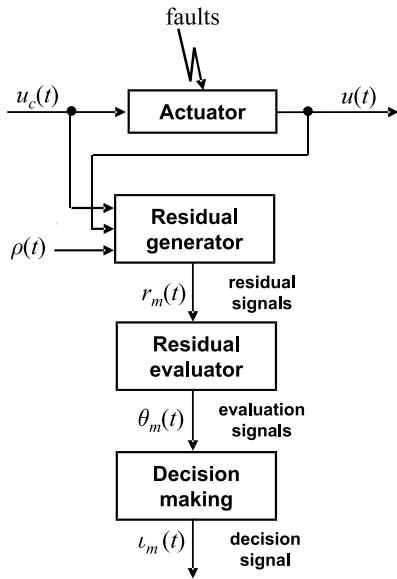 faults
u_c(t)
Actuator
u(t)
Residual
generator
ρ(t)
r_m(t)
residual
signals
Residual
evaluator
θ_m(t)
evaluation
signals
Decision
making
ι_m(t)
decision
signal